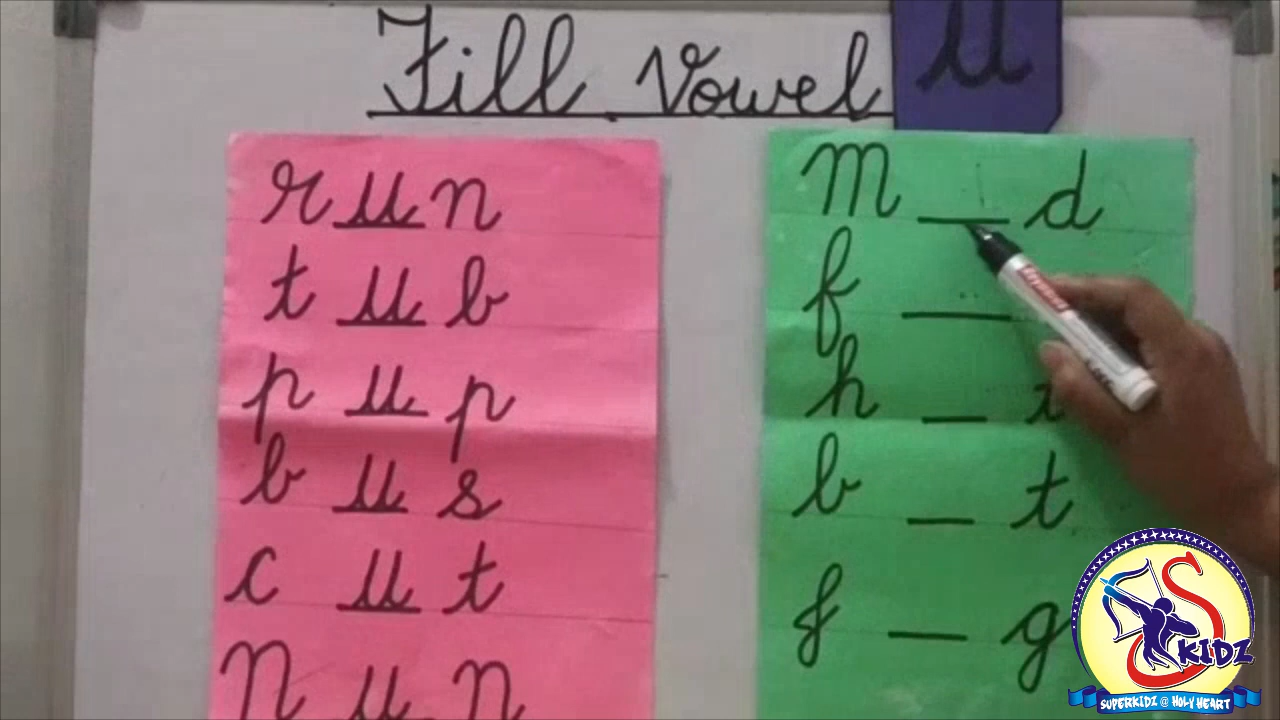 Fill Vowel u
run
tub
pup
bus
cut
nun
m _ d
f _
h _ t
b _ t
f _ g
S KIDZ
SUPERKIDZ @ HOLY HEART